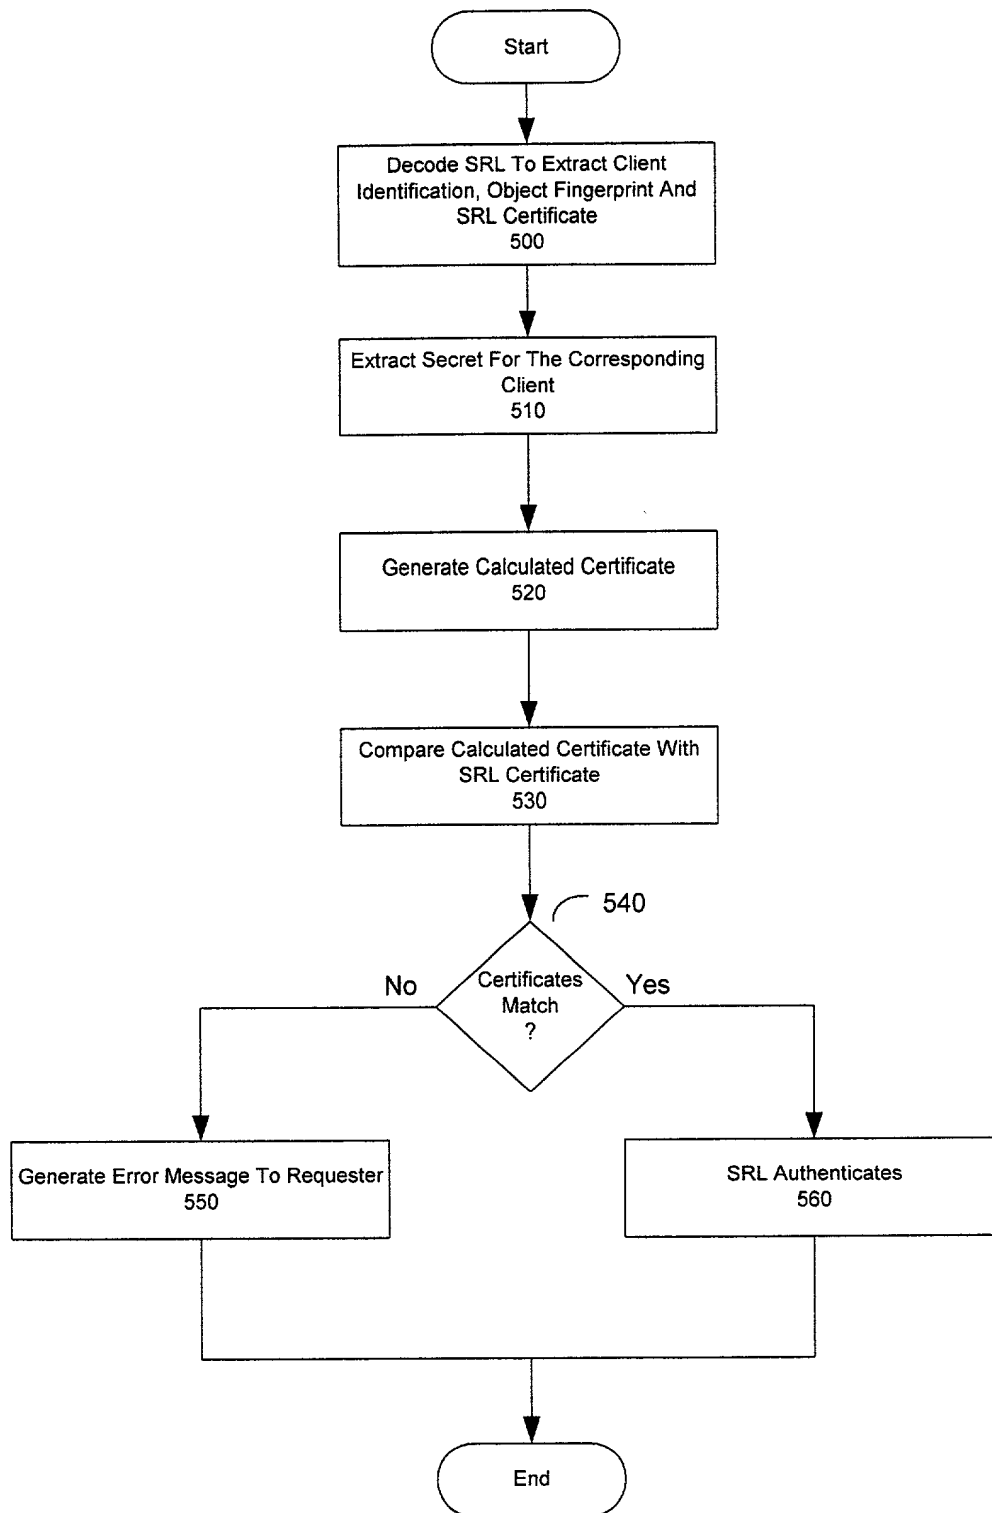 Start
Decode SRL To Extract Client
Identification, Object Fingerprint And
SRL Certificate
500
Extract Secret For The Corresponding
Client
510
Generate Calculated Certificate
520
Compare Calculated Certificate With
SRL Certificate
530
540
Certificates
Match
?
No
Yes
Generate Error Message To Requester
550
SRL Authenticates
560
End